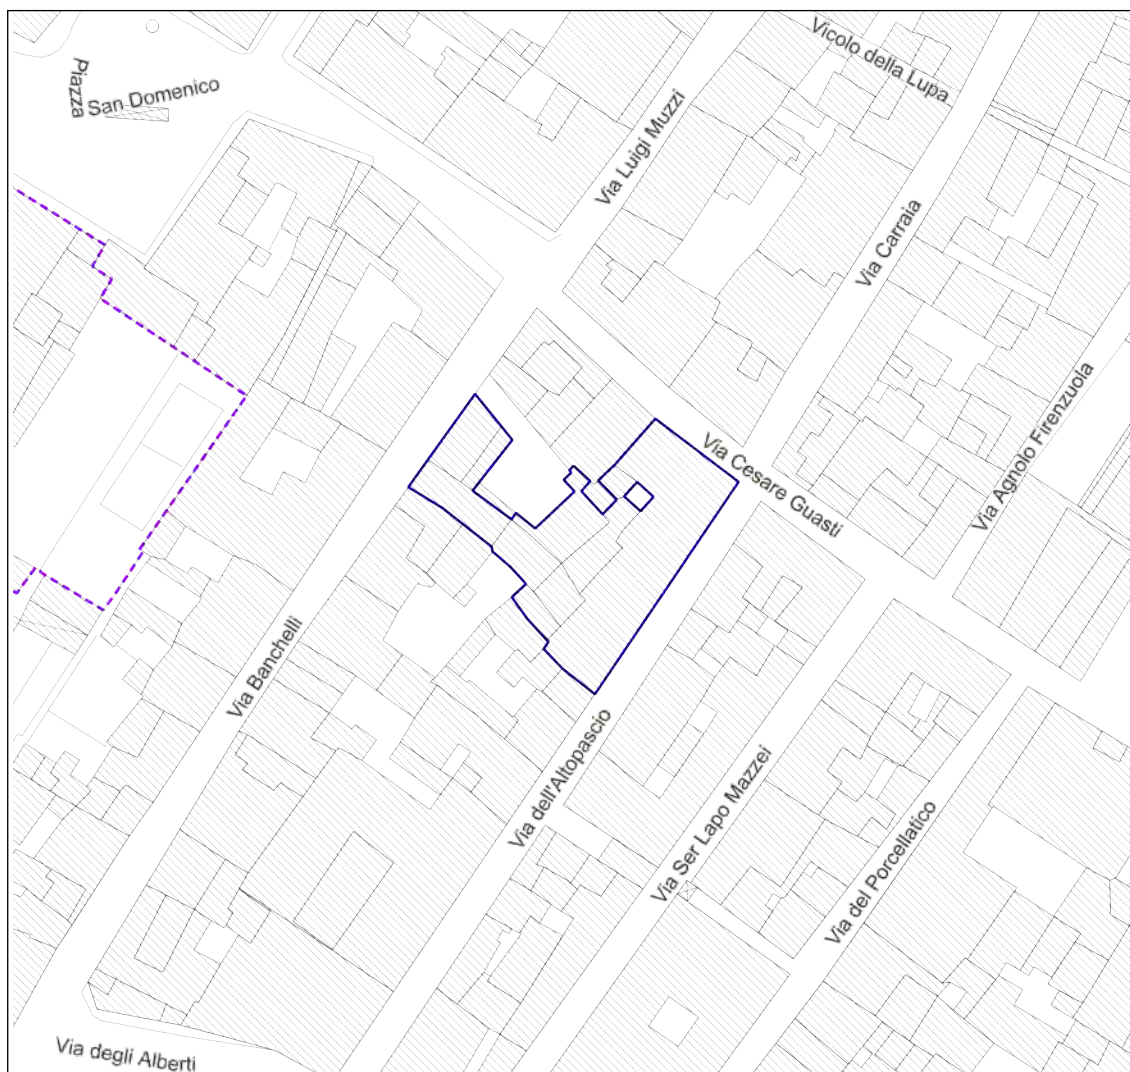 Vicolo della Lupa
Piazza
San Domenico
Via Luigi Muzzi
Via Carraia
Via Agnolo Firenzuola
Via Cesare Guasti
Via Banchelli
Via dell'Altopascio
Via Ser Lapo Mazzei
Via del Porcellatico
Via degli Alberti